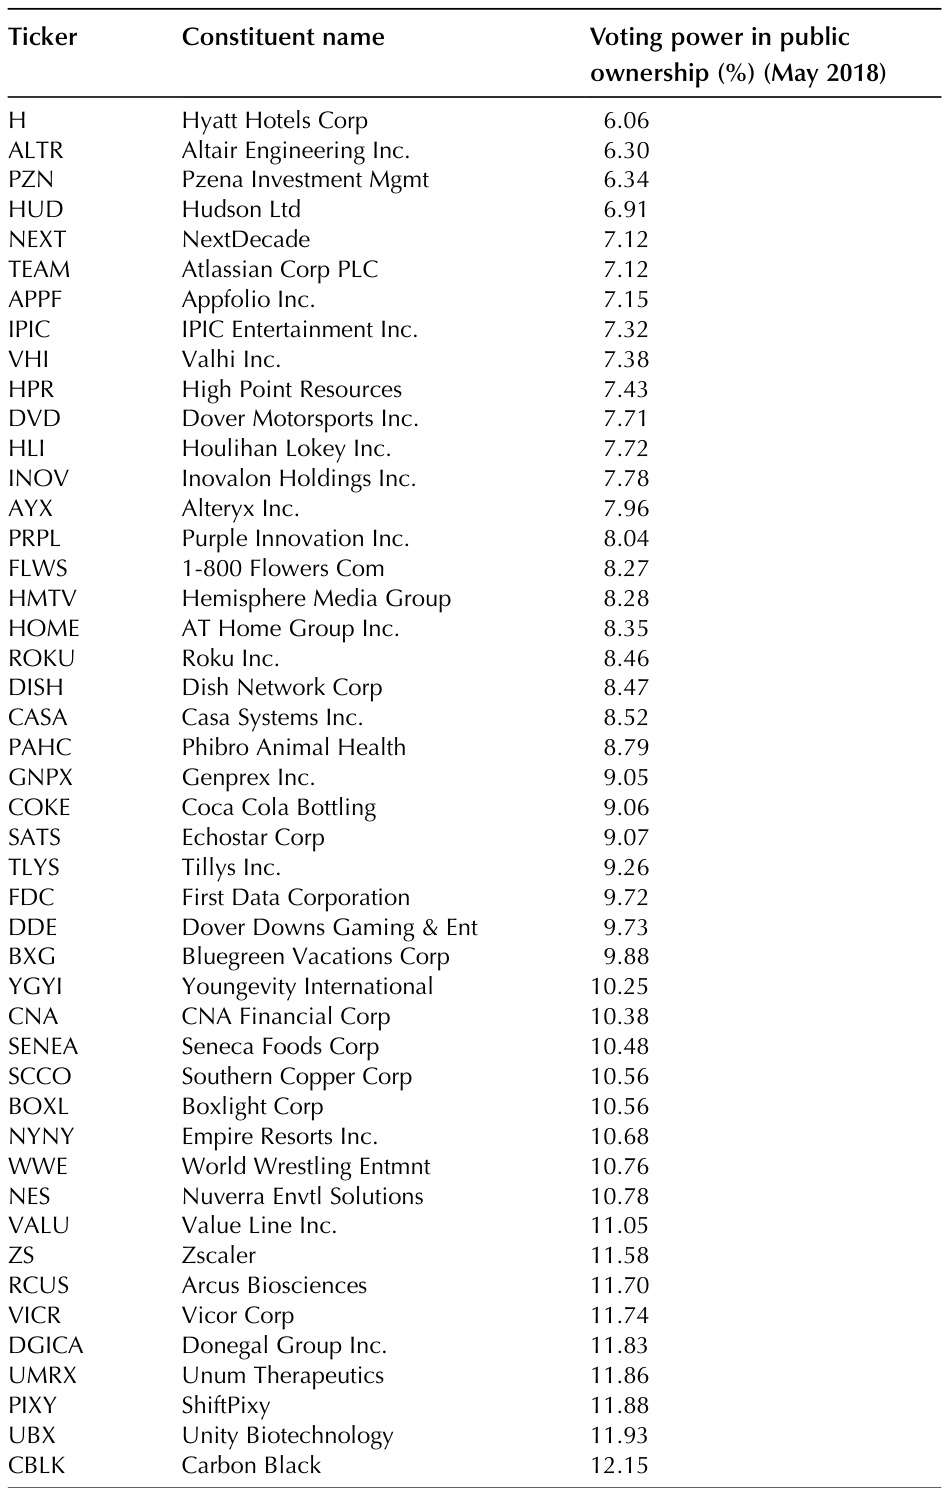 Ticker Constituent name Voting power in public
ownership (%) (May 2018)
H Hyatt Hotels Corp 6.06
ALTR Altair Engineering Inc. 6.30
PZN Pzena Investment Mgmt 6.34
HUD Hudson Ltd 6.91
NEXT NextDecade 7.12
TEAM Atlassian Corp PLC 7.12
APPF Appfolio Inc. 7.15
IPIC IPIC Entertainment Inc. 7.32
VHI Valhi Inc. 7.38
HPR High Point Resources 7.43
DVD Dover Motorsports Inc. 7.71
HLI Houlihan Lokey Inc. 7.72
INOV Inovalon Holdings Inc. 7.78
AYX Alteryx Inc. 7.96
PRPL Purple Innovation Inc. 8.04
FLWS 1-800 Flowers Com 8.27
HMTV Hemisphere Media Group 8.28
HOME AT Home Group Inc. 8.35
ROKU Roku Inc. 8.46
DISH Dish Network Corp 8.47
CASA Casa Systems Inc. 8.52
PAHC Phibro Animal Health 8.79
GNPX Genprex Inc. 9.05
COKE Coca Cola Bottling 9.06
SATS Echostar Corp 9.07
TLYS Tillys Inc. 9.26
FDC First Data Corporation 9.72
DDE Dover Downs Gaming & Ent 9.73
BXG Bluegreen Vacations Corp 9.88
YGYI Youngevity International 10.25
CNA CNA Financial Corp 10.38
SENEA Seneca Foods Corp 10.48
SCCO Southern Copper Corp 10.56
BOXL Boxlight Corp 10.56
NYNY Empire Resorts Inc. 10.68
WWE World Wrestling Entmnt 10.76
NES Nuverra Envtl Solutions 10.78
VALU Value Line Inc. 11.05
ZS Zscaler 11.58
RCUS Arcus Biosciences 11.70
VICR Vicor Corp 11.74
DGICA Donegal Group Inc. 11.83
UMRX Unum Therapeutics 11.86
PIXY ShiftPixy 11.88
UBX Unity Biotechnology 11.93
CBLK Carbon Black 12.15